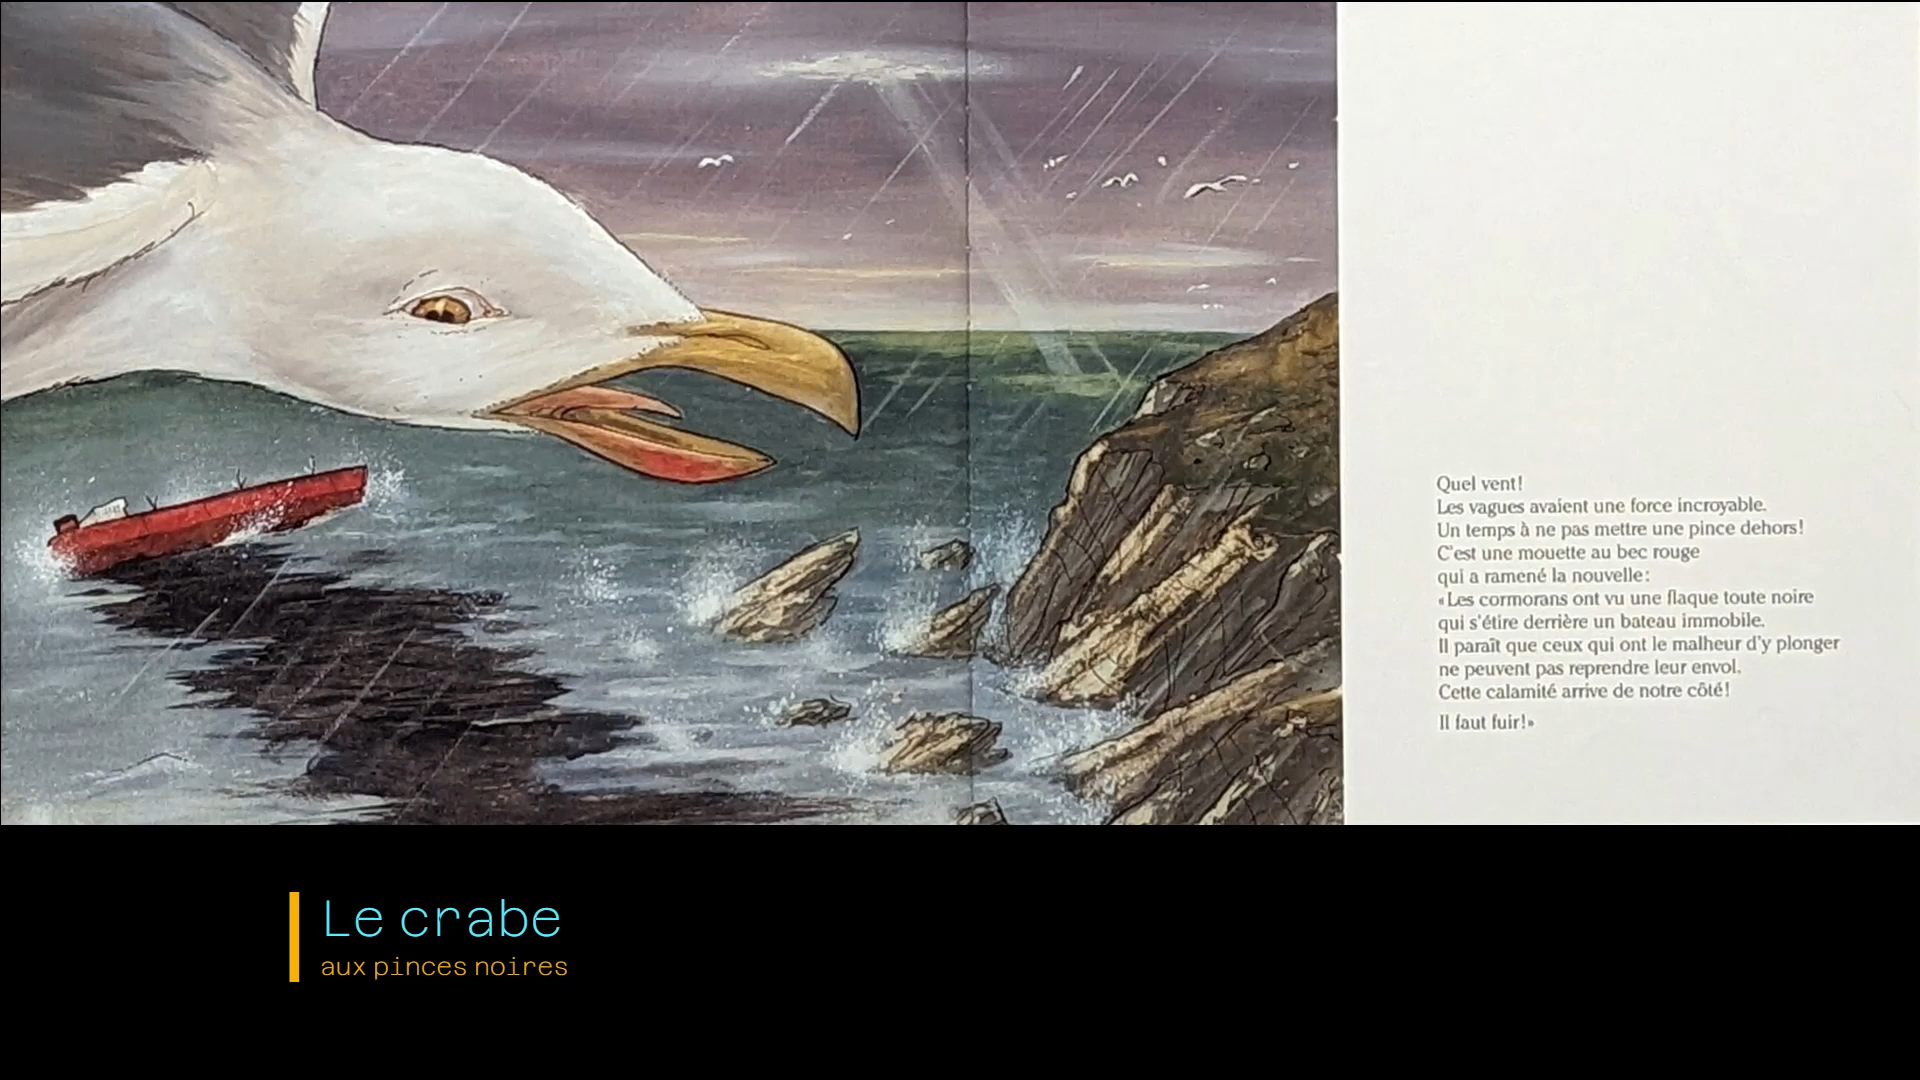 Quel vent!
Les vagues avaient une force incroyable.
Un temps à ne pas mettre une pince dehors!
C'est une mouette au bec rouge
qui a ramené la nouvelle:
«Les cormorans ont vu une flaque toute noire
qui s'étire derrière un bateau immobile.
Il paraît que ceux qui ont le malheur d'y plonger
ne peuvent pas reprendre leur envol.
Cette calamité arrive de notre côté!
Il faut fuir!»
Le crabe
aux pinces noires